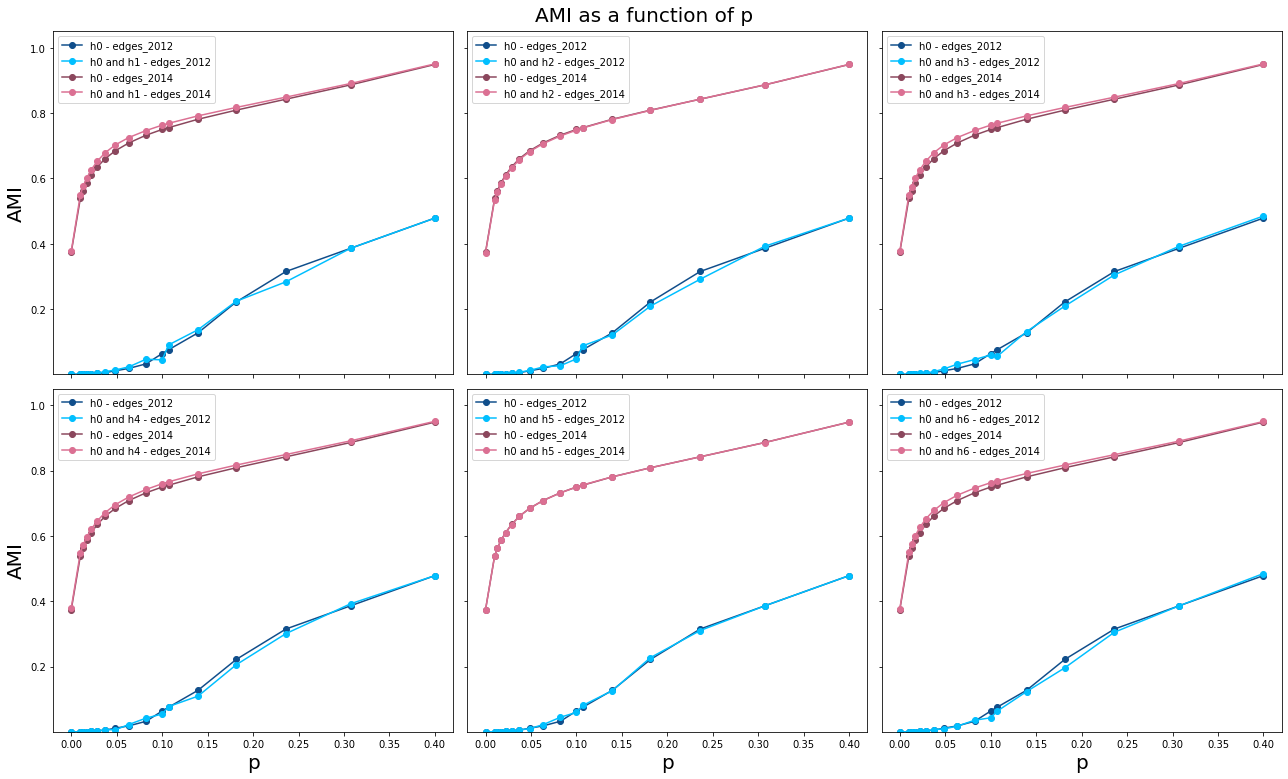 AMI as a function of p
h0 - edges_2012
h0 and h1 - edges_2012
h0 - edges_2014
h0 and h1 - edges_2014
h0 - edges_2012
h0 and h2 - edges_2012
h0 - edges_2014
h0 and h2 - edges_2014
h0 - edges_2012
h0 and h3 - edges_2012
h0 - edges_2014
h0 and h3 - edges_2014
1.0
0.8
0.6
0.4
0.2
AMI
h0 - edges_2012
h0 and h4 - edges_2012
h0 - edges_2014
h0 and h4 - edges_2014
h0 - edges_2012
h0 and h5 - edges_2012
h0 - edges_2014
h0 and h5 - edges_2014
h0 - edges_2012
h0 and h6 - edges_2012
h0 - edges_2014
h0 and h6 - edges_2014
1.0
0.8
0.6
0.4
0.2
AMI
0.00 0.05 0.10 0.15 0.20 0.25 0.30 0.35 0.40
0.00 0.05 0.10 0.15 0.20 0.25 0.30 0.35 0.40
0.00 0.05 0.10 0.15 0.20 0.25 0.30 0.35 0.40
p
p
p